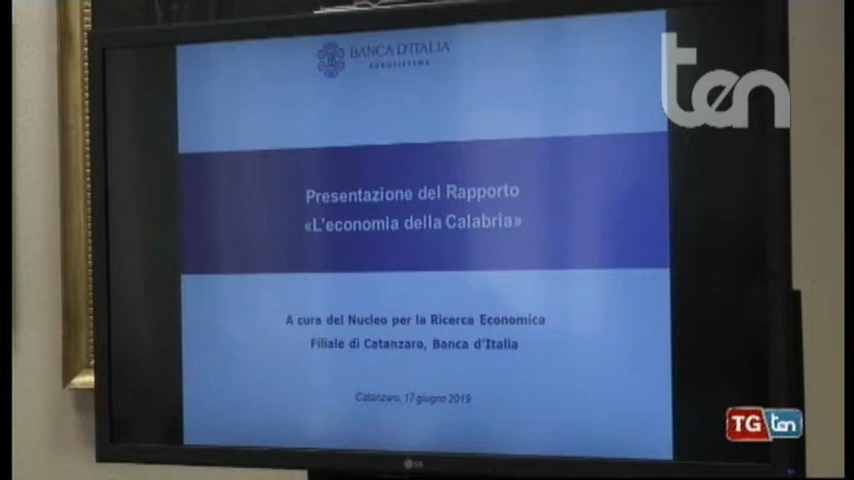 BANCA D'ITALIA
EUROSISTEMA
ten
Presentazione del Rapporto
«L'economia della Calabria»
A cura del Nucleo per la Ricerca Economica
Filiale di Catanzaro, Banca d'Italia
Catanzaro, 17 giugno 2019
TG ten
LG